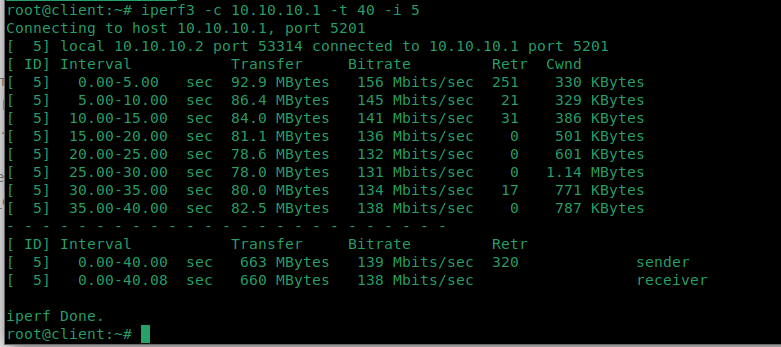 root@client:~# iperf3 -c 10.10.10.1 -t 40 -i 5
Connecting to host 10.10.10.1, port 5201
[  5] local 10.10.10.2 port 53314 connected to 10.10.10.1 port 5201
[ ID] Interval           Transfer     Bitrate         Retr  Cwnd
[  5]   0.00-5.00   sec  92.9 MBytes   156 Mbits/sec  251    330 KBytes
[  5]   5.00-10.00  sec  86.4 MBytes   145 Mbits/sec   21    329 KBytes
[  5]  10.00-15.00  sec  84.0 MBytes   141 Mbits/sec   31    386 KBytes
[  5]  15.00-20.00  sec  81.1 MBytes   136 Mbits/sec    0    501 KBytes
[  5]  20.00-25.00  sec  78.6 MBytes   132 Mbits/sec    0    601 KBytes
[  5]  25.00-30.00  sec  78.0 MBytes   131 Mbits/sec    0   1.14 MBytes
[  5]  30.00-35.00  sec  80.0 MBytes   134 Mbits/sec   17    771 KBytes
[  5]  35.00-40.00  sec  82.5 MBytes   138 Mbits/sec    0    787 KBytes
- - - - - - - - - - - - - - - - - - - - - - - - -
[ ID] Interval           Transfer     Bitrate         Retr
[  5]   0.00-40.00  sec   663 MBytes   139 Mbits/sec  320             sender
[  5]   0.00-40.08  sec   660 MBytes   138 Mbits/sec                  receiver
iperf Done.
root@client:~#